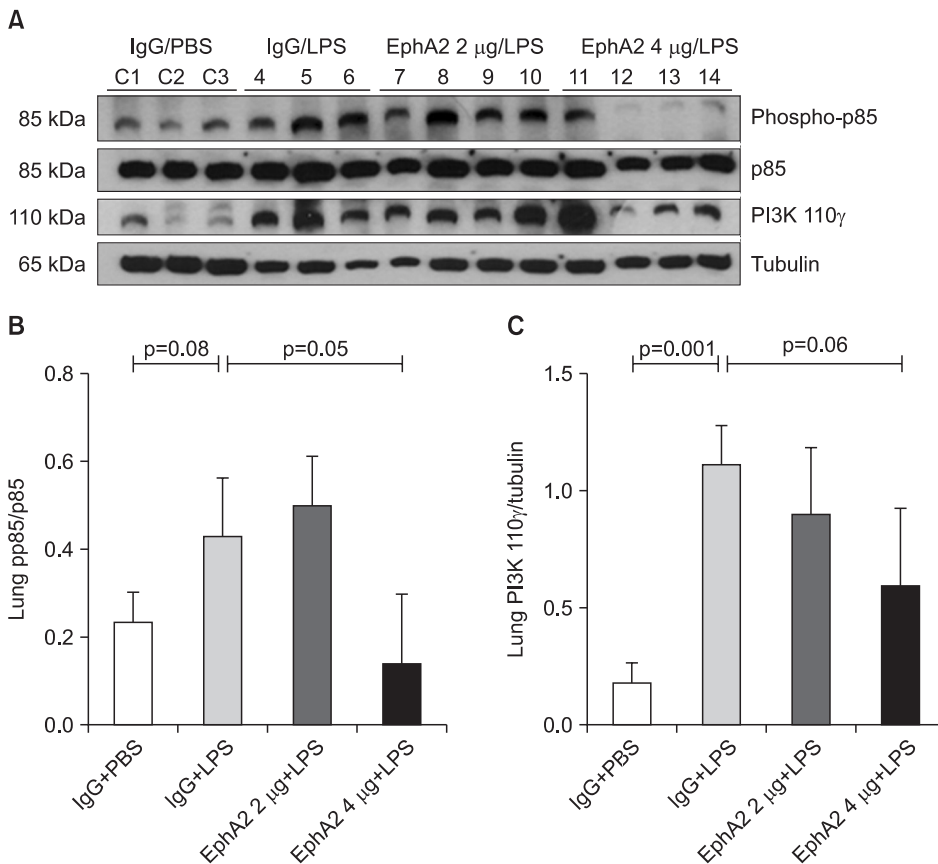 A
IgG/PBS IgG/LPS EphA2 2 μg/LPS EphA2 4 μg/LPS
C1 C2 C3 4 5 6 7 8 9 10 11 12 13 14
85 kDa Phospho-p85
85 kDa p85
110 kDa PI3K 110γ
65 kDa Tubulin
B
p=0.08 p=0.05
0.8
0.6
0.4
0.2
0.0
Lung pp85/p85
IgG+PBS
IgG+LPS
EphA2 2 μg+LPS
EphA2 4 μg+LPS
C
p=0.001 p=0.06
1.5
1.0
0.5
0.0
Lung PI3K 110γ/tubulin
IgG+PBS
IgG+LPS
EphA2 2 μg+LPS
EphA2 4 μg+LPS